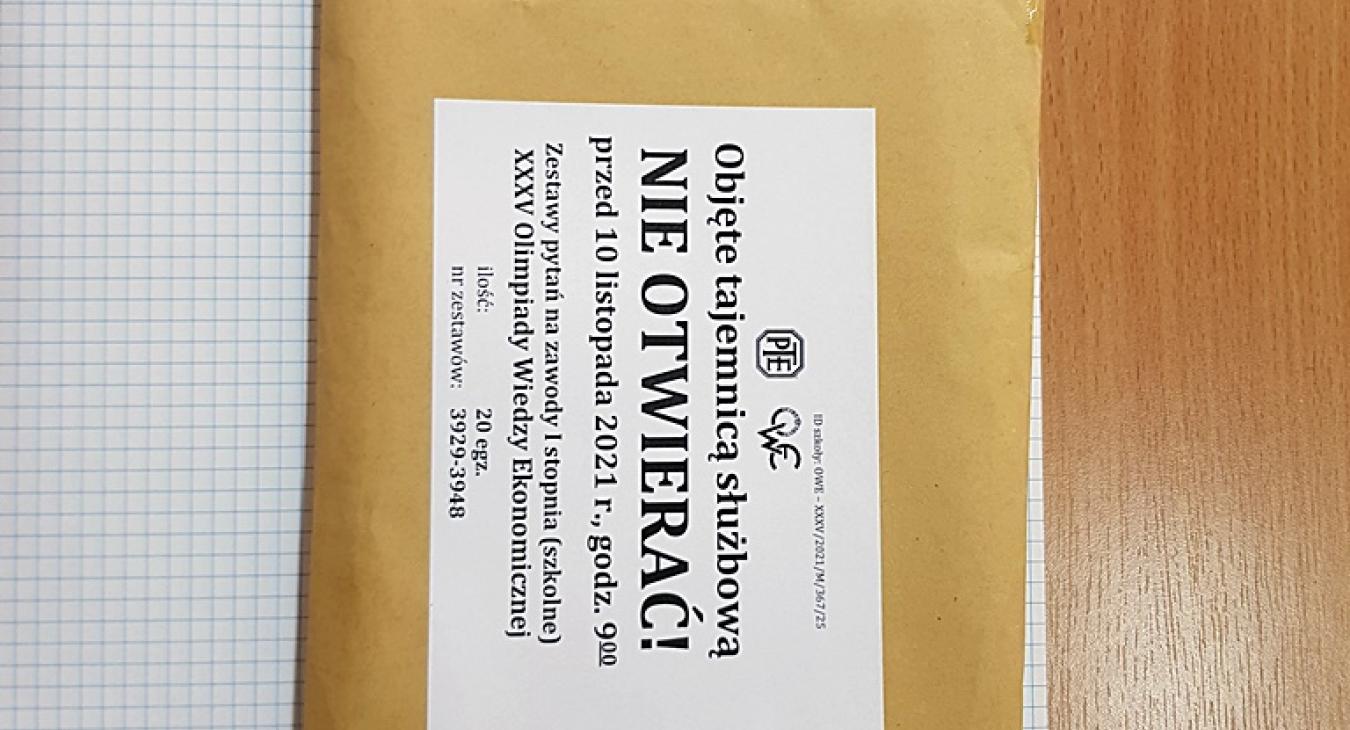 ID szkoły: OWE – XXXV/2021/M/367/25
PTE OWE
Objęte tajemnicą służbową
NIE OTWIERAĆ!
przed 10 listopada 2021 r., godz. 9⁰⁰
Zestawy pytań na zawody I stopnia (szkolne)
XXXV Olimpiady Wiedzy Ekonomicznej
ilość: 20 egz.
nr zestawów: 3929-3948